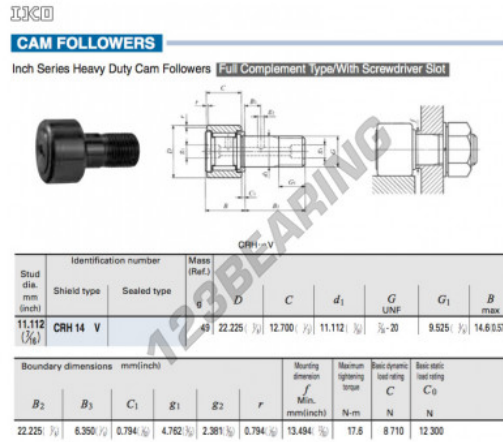 IKO
CAM FOLLOWERS
Inch Series Heavy Duty Cam Followers Full Complement Type/With Screwdriver Slot
CRH···V
123BEARING
Stud dia. mm (inch) Identification number Mass (Ref.)
Shield type Sealed type g D C d1 G UNF G1 B max
11.112 (7/16) CRH 14 V 49 22.225 12.700 11.112 -20 9.525 14.6
Boundary dimensions mm(inch) Mounting dimension f Min. mm(inch) Maximum tightening torque N-m Basic dynamic load rating C N Basic static load rating C0 N
B2 B3 C1 g1 g2 r
22.225 6.350 0.794 4.762 2.381 0.794 13.494 17.6 8 710 12 300